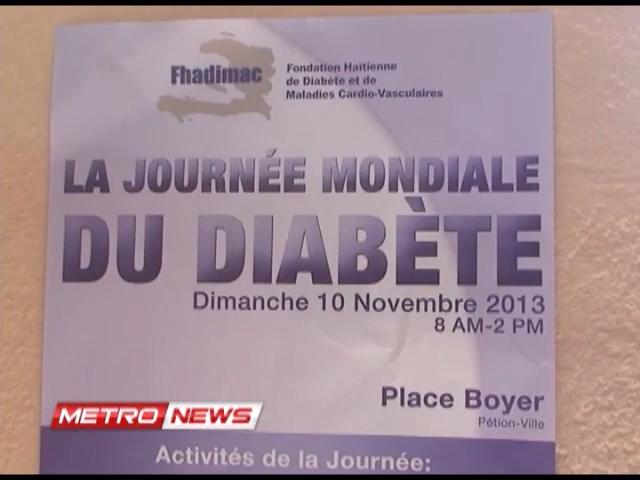 Fhadimac
Fondation Haïtienne
de Diabète et de
Maladies Cardio-Vasculaires
LA JOURNÉE MONDIALE
DU DIABÈTE
Dimanche 10 Novembre 2013
8 AM-2 PM
Place Boyer
Pétion-Ville
METRO NEWS
Activités de la Journée: